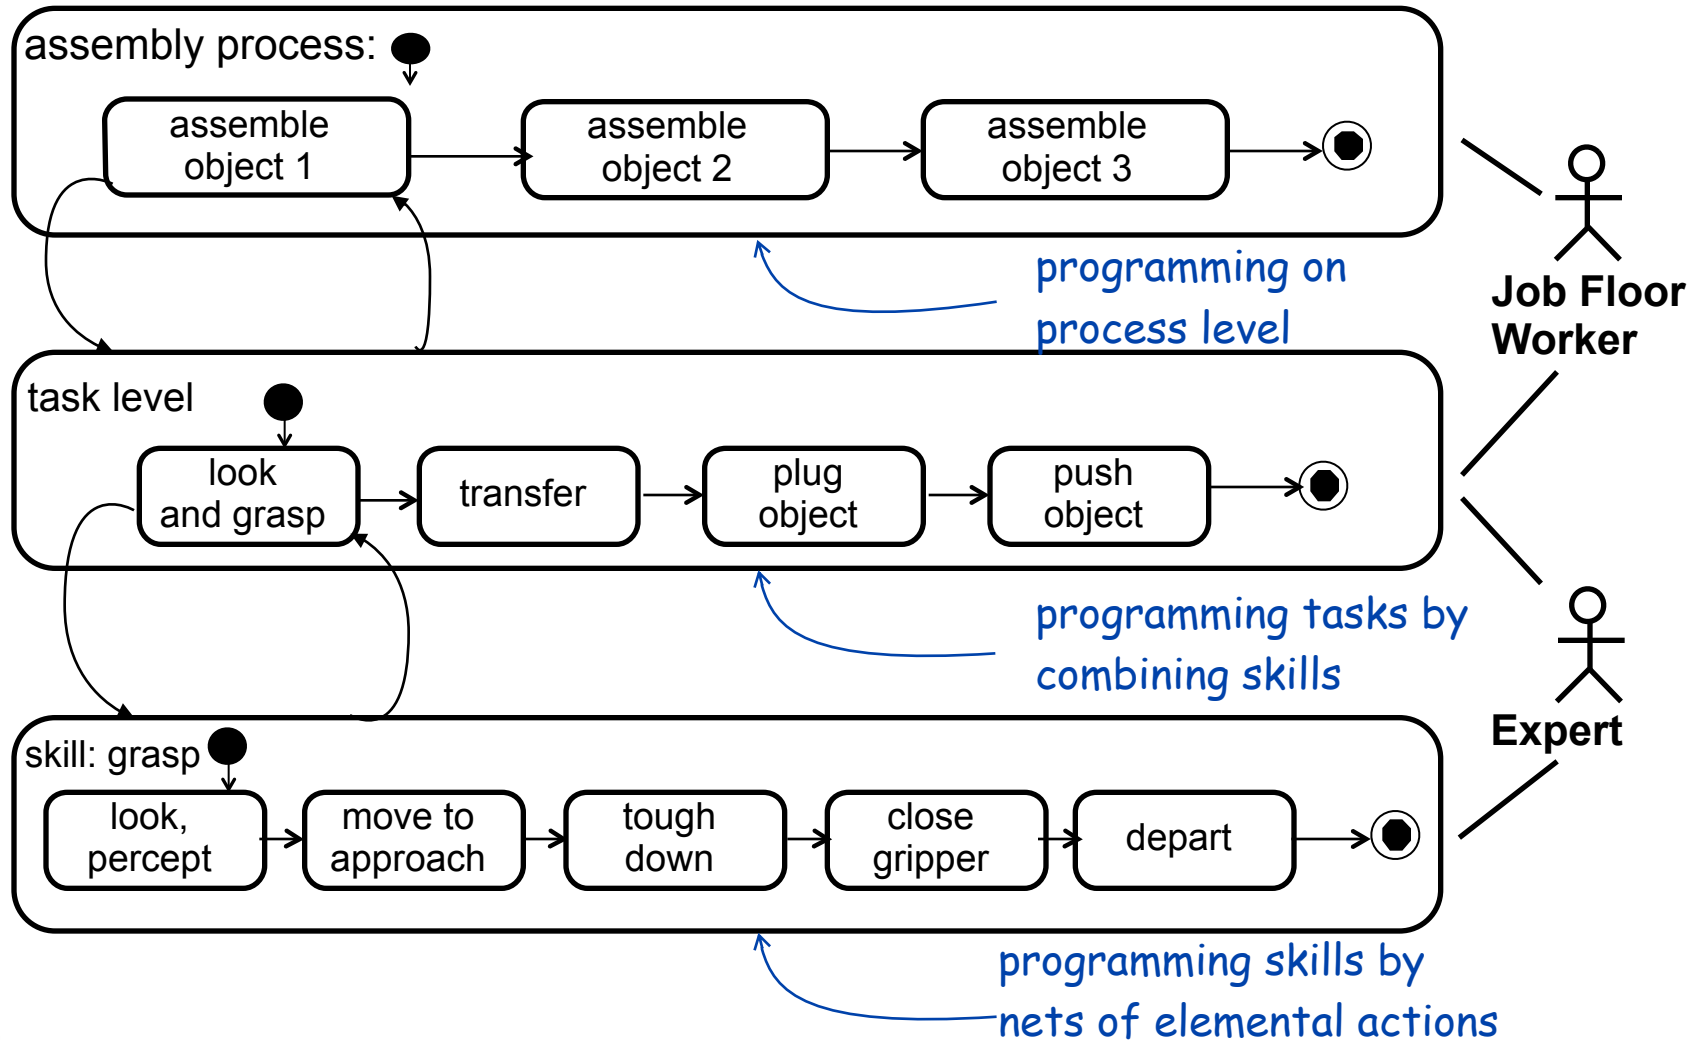 assembly process:
assemble
object 1
assemble
object 2
assemble
object 3
programming on
process level
Job Floor
Worker
task level
look
and grasp
transfer
plug
object
push
object
programming tasks by
combining skills
Expert
skill: grasp
look,
percept
move to
approach
tough
down
close
gripper
depart
programming skills by
nets of elemental actions